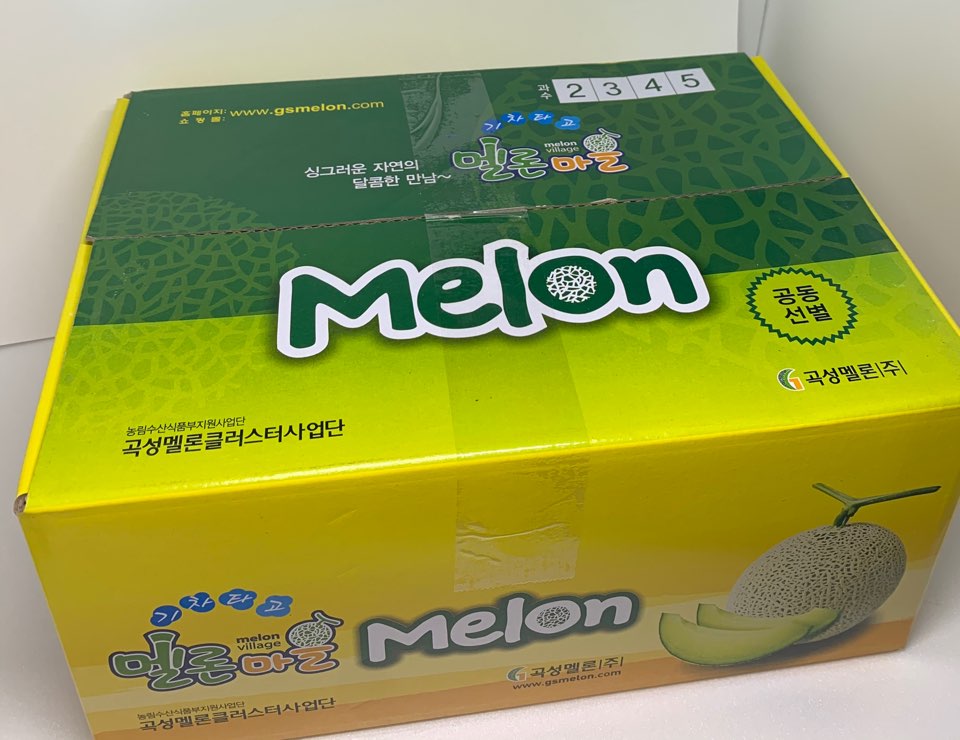 과수 2 3 4 5
홈페이지: www.gsmelon.com
쇼핑몰:
기차타고
멜론마을
melon village
싱그러운 자연의
달콤한 만남~
Melon
공동
선별
곡성멜론(주)
농림수산식품부지원사업단
곡성멜론클러스터사업단
기차타고
멜론마을
melon village
Melon
곡성멜론(주)
www.gsmelon.com
농림수산식품부지원사업단
곡성멜론클러스터사업단